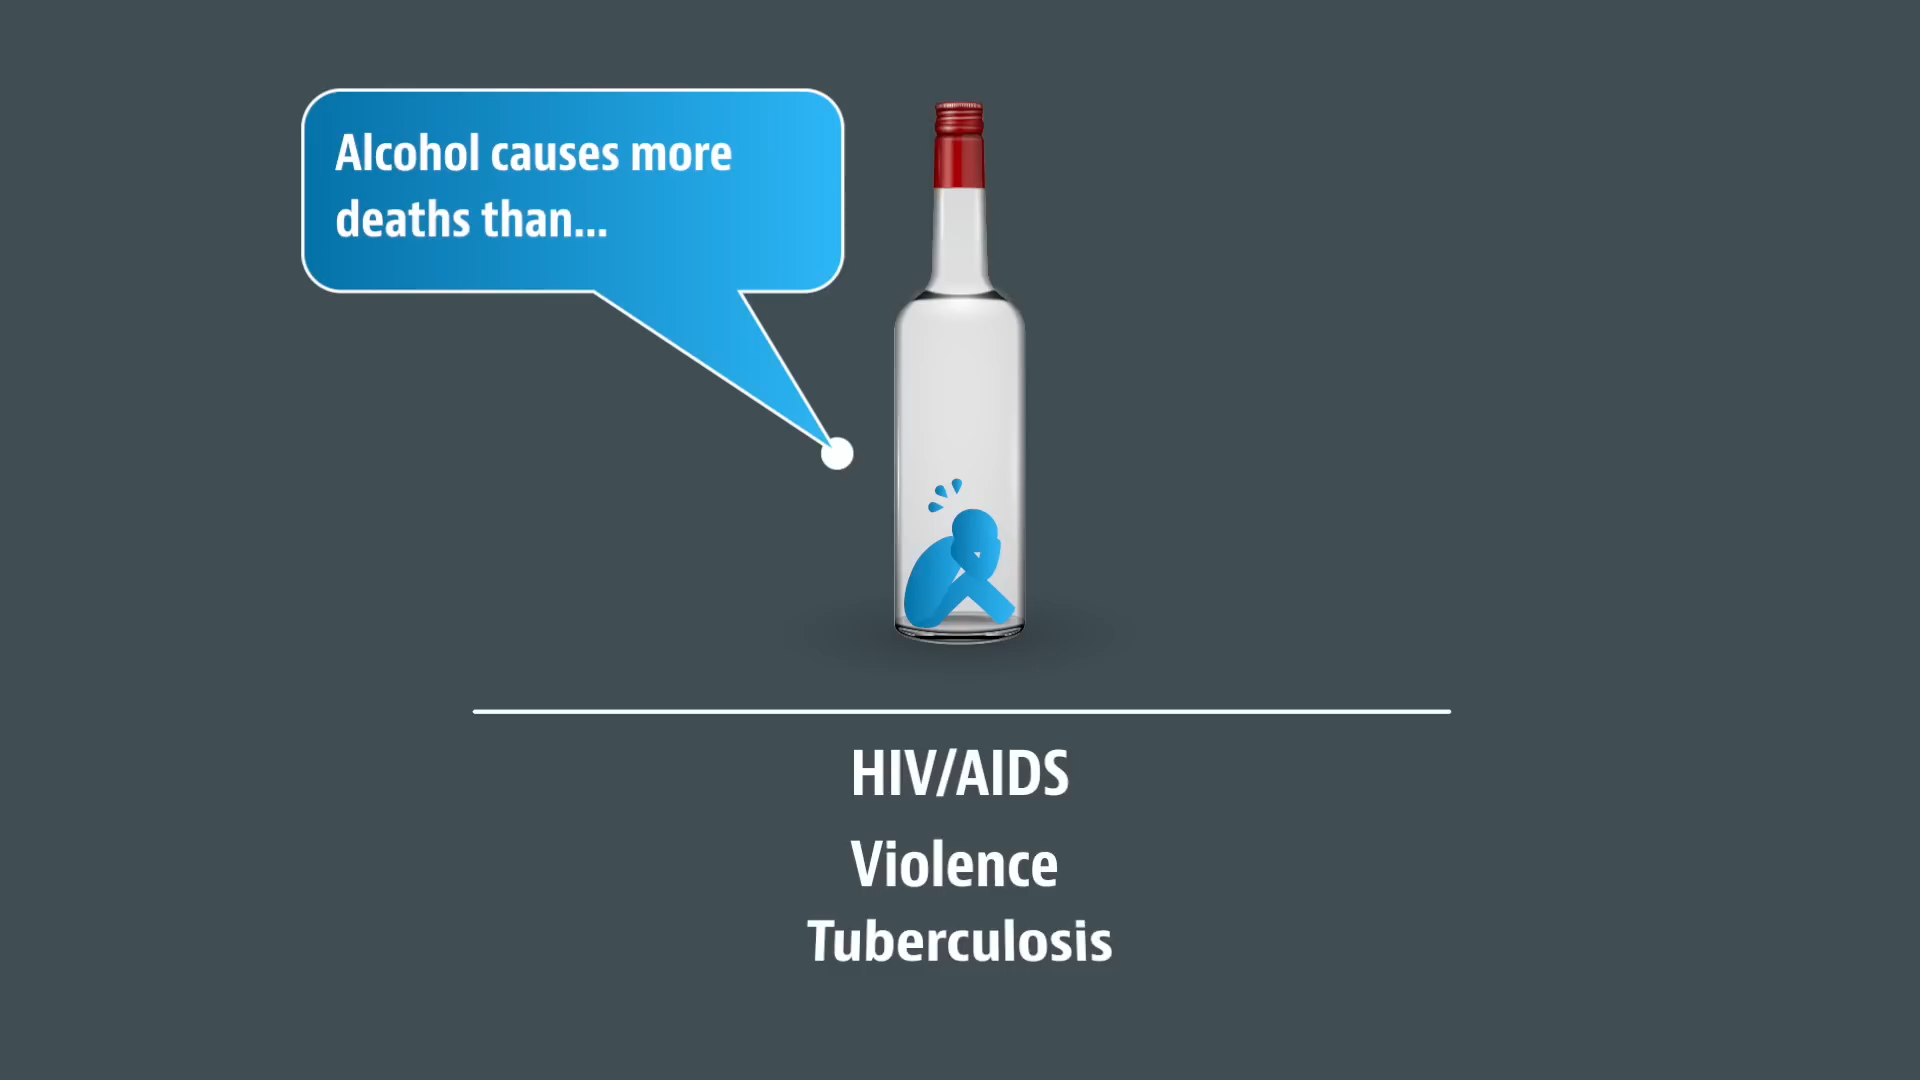 Alcohol causes more
deaths than...
HIV/AIDS
Violence
Tuberculosis